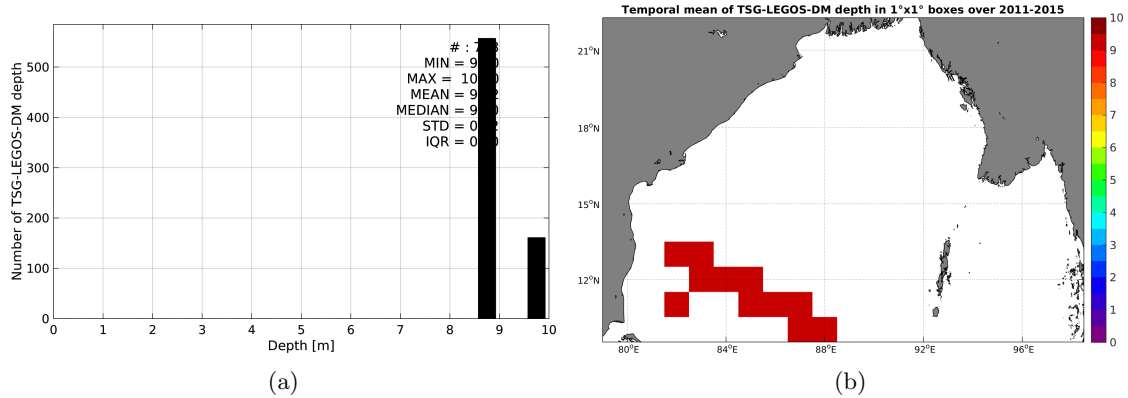 Number of TSG-LEGOS-DM depth
500
400
300
200
100
0
# :
MIN =
MAX =
MEAN =
MEDIAN =
STD =
IQR =
0 1 2 3 4 5 6 7 8 9 10
Depth [m]
(a)
Temporal mean of TSG-LEGOS-DM depth in 1°x1° boxes over 2011-2015
21°N
18°N
15°N
12°N
80°E 84°E 88°E 92°E 96°E
10
9
8
7
6
5
4
3
2
1
0
(b)